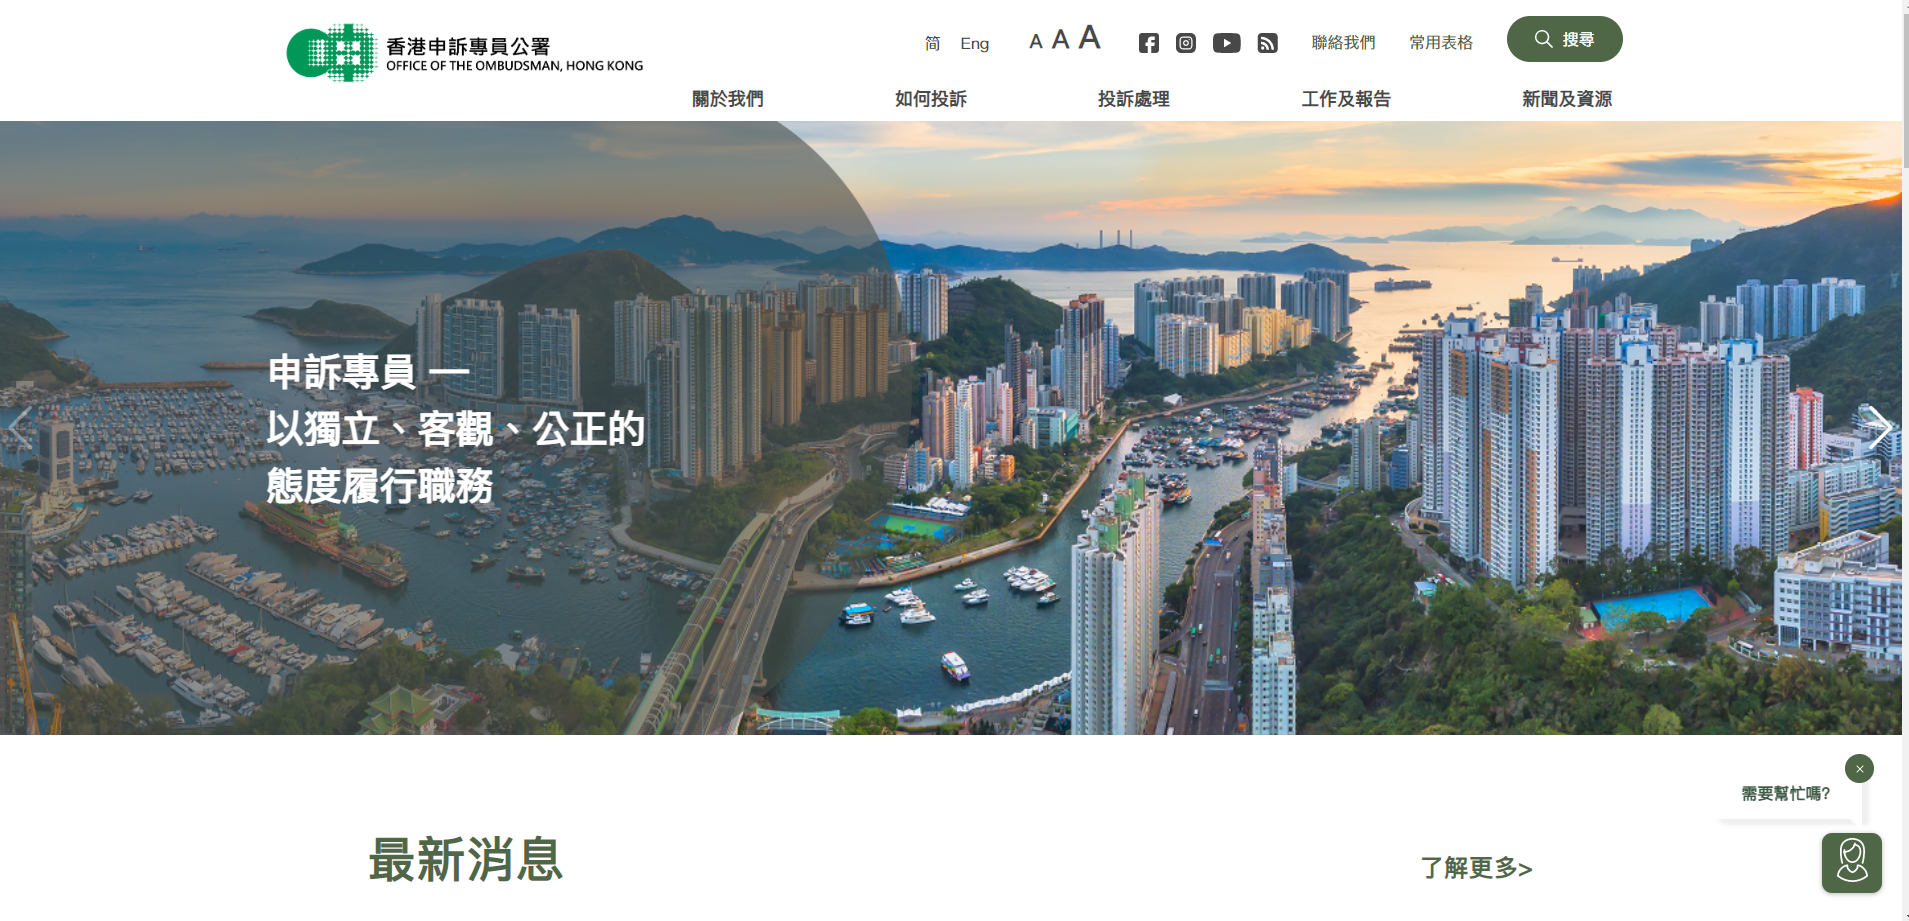 香港申訴專員公署
OFFICE OF THE OMBUDSMAN, HONG KONG
简 Eng A A A 聯絡我們 常用表格 搜尋
關於我們 如何投訴 投訴處理 工作及報告 新聞及資源
申訴專員 —
以獨立、客觀、公正的
態度履行職務
需要幫忙嗎?
最新消息 了解更多>